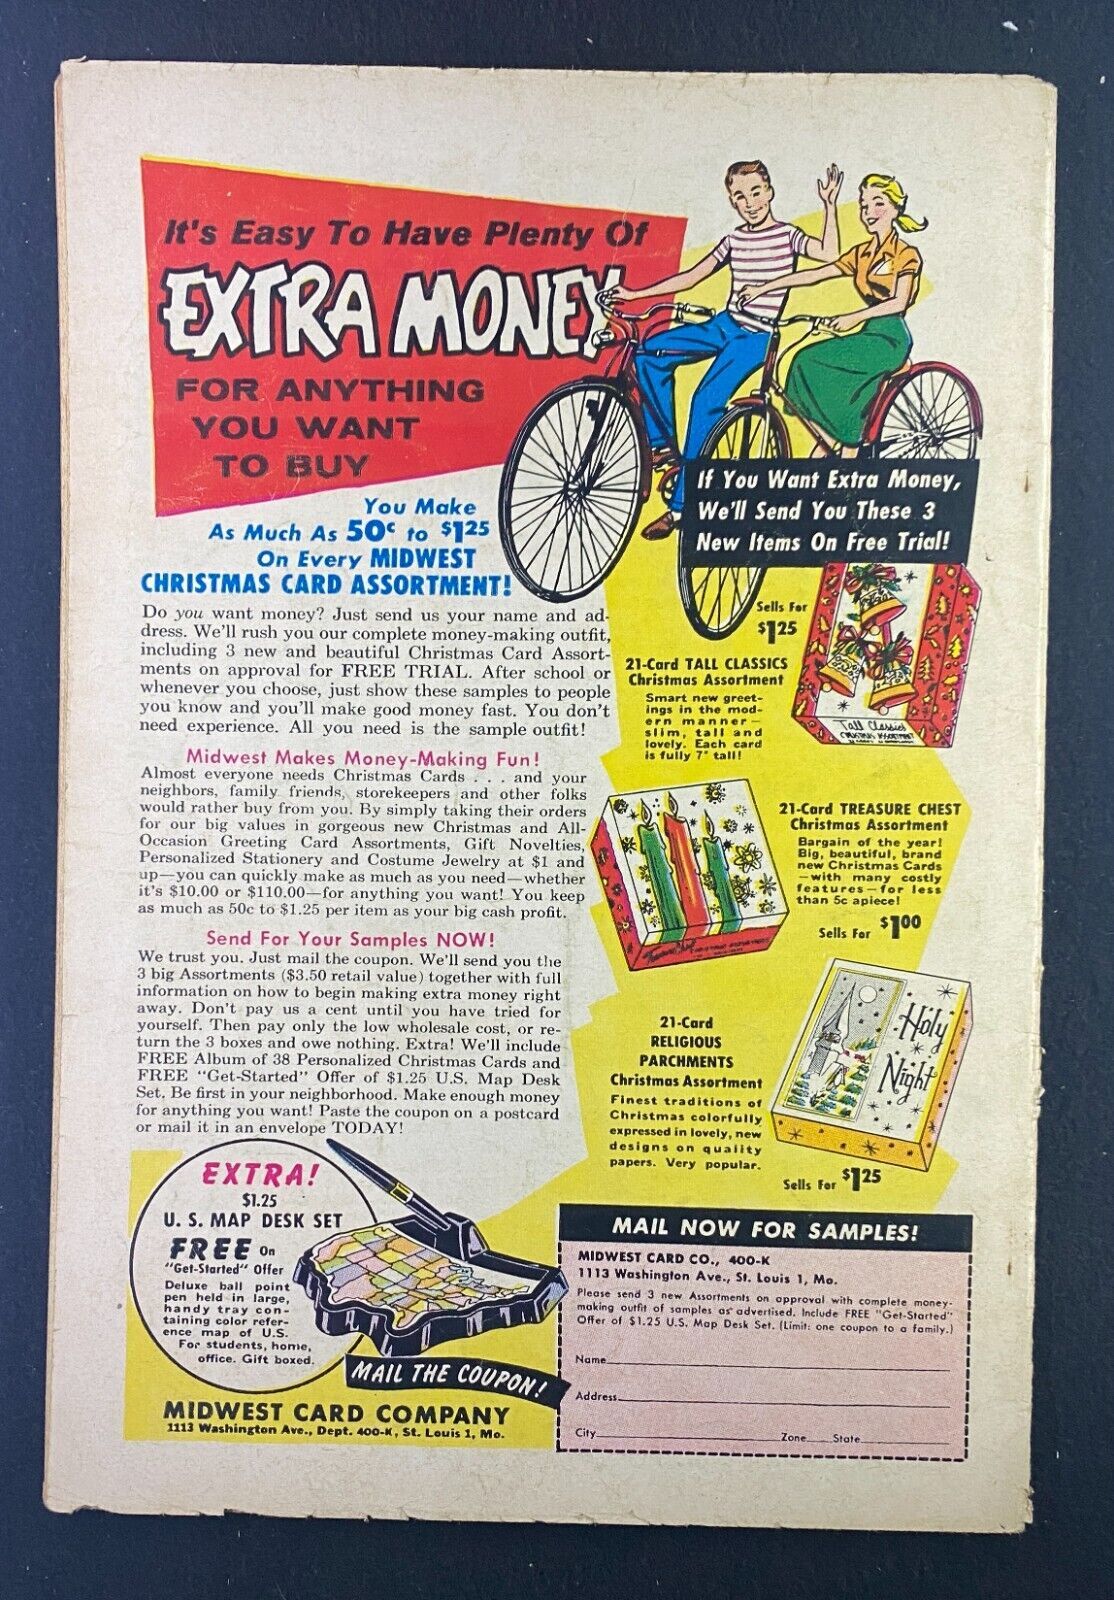 It's Easy To Have Plenty Of
EXTRA MONEY
FOR ANYTHING
YOU WANT
TO BUY
You Make
As Much As 50c to $1.25
On Every MIDWEST
CHRISTMAS CARD ASSORTMENT!
Do you want money? Just send us your name and ad-
dress. We'll rush you our complete money-making outfit,
including 3 new and beautiful Christmas Card Assort-
ments on approval for FREE TRIAL. After school or
whenever you choose, just show these samples to people
you know and you'll make good money fast. You don't
need experience. All you need is the sample outfit!
Midwest Makes Money-Making Fun!
Almost everyone needs Christmas Cards . . . and your
neighbors, family friends, storekeepers and other folks
would rather buy from you. By simply taking their orders
for our big values in gorgeous new Christmas and All-
Occasion Greeting Card Assortments, Gift Novelties,
Personalized Stationery and Costume Jewelry at $1 and
up—you can quickly make as much as you need—whether
it's $10.00 or $110.00—for anything you want! You keep
as much as 50c to $1.25 per item as your big cash profit.
Send For Your Samples NOW!
We trust you. Just mail the coupon. We'll send you the
3 big Assortments ($3.50 retail value) together with full
information on how to begin making extra money right
away. Don't pay us a cent until you have tried for
yourself. Then pay only the low wholesale cost, or re-
turn the 3 boxes and owe nothing. Extra! We'll include
FREE Album of 38 Personalized Christmas Cards and
FREE "Get-Started" Offer of $1.25 U.S. Map Desk
Set. Be first in your neighborhood. Make enough money
for anything you want! Paste the coupon on a postcard
or mail it in an envelope TODAY!
If You Want Extra Money,
We'll Send You These 3
New Items On Free Trial!
Sells For
$1.25
21-Card TALL CLASSICS
Christmas Assortment
Smart new greet-
ings in the mod-
ern manner—
slim, tall and
lovely. Each card
is fully 7" tall!
Tall Classics
CHRISTMAS ASSORTMENT
21-Card TREASURE CHEST
Christmas Assortment
Bargain of the year!
Big, beautiful, brand
new Christmas Cards
—with many costly
features—for less
than 5c apiece!
Sells For $1.00
Treasure Chest
CHRISTMAS ASSORTMENT
21-Card
RELIGIOUS
PARCHMENTS
Christmas Assortment
Finest traditions of
Christmas colorfully
expressed in lovely, new
designs on quality
papers. Very popular.
Holy
Night
Sells For $1.25
EXTRA!
$1.25
U. S. MAP DESK SET
FREE On
"Get-Started" Offer
Deluxe ball point
pen held in large,
handy tray con-
taining color refer-
ence map of U.S.
For students, home,
office. Gift boxed.
MAIL THE COUPON!
MIDWEST CARD COMPANY
1113 Washington Ave., Dept. 400-K, St. Louis 1, Mo.
MAIL NOW FOR SAMPLES!
MIDWEST CARD CO., 400-K
1113 Washington Ave., St. Louis 1, Mo.
Please send 3 new Assortments on approval with complete money-
making outfit of samples as advertised. Include FREE "Get-Started"
Offer of $1.25 U.S. Map Desk Set. (Limit: one coupon to a family.)
Name
Address
City Zone State